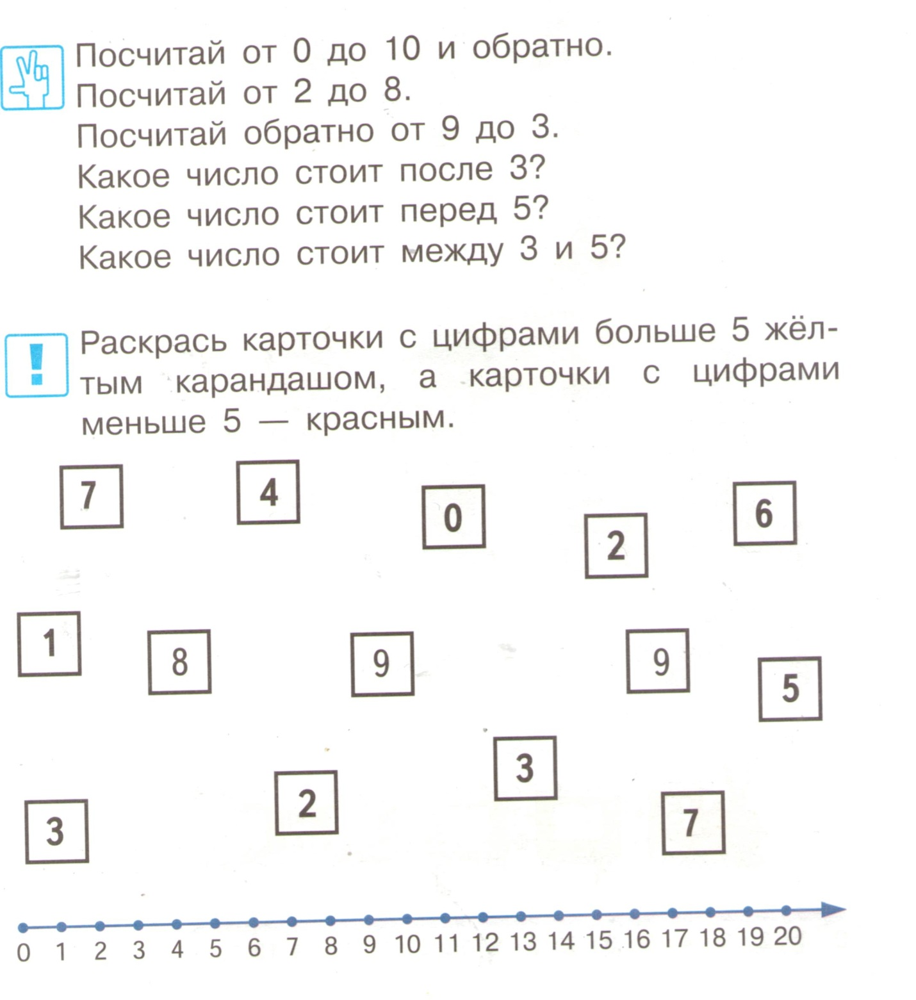 Посчитай от 0 до 10 и обратно.
Посчитай от 2 до 8.
Посчитай обратно от 9 до 3.
Какое число стоит после 3?
Какое число стоит перед 5?
Какое число стоит между 3 и 5?
!
Раскрась карточки с цифрами больше 5 жёл-
тым карандашом, а карточки с цифрами
меньше 5 — красным.
7 4 0 2 6
1 8 9 9 5
3 2 3 7
0 1 2 3 4 5 6 7 8 9 10 11 12 13 14 15 16 17 18 19 20